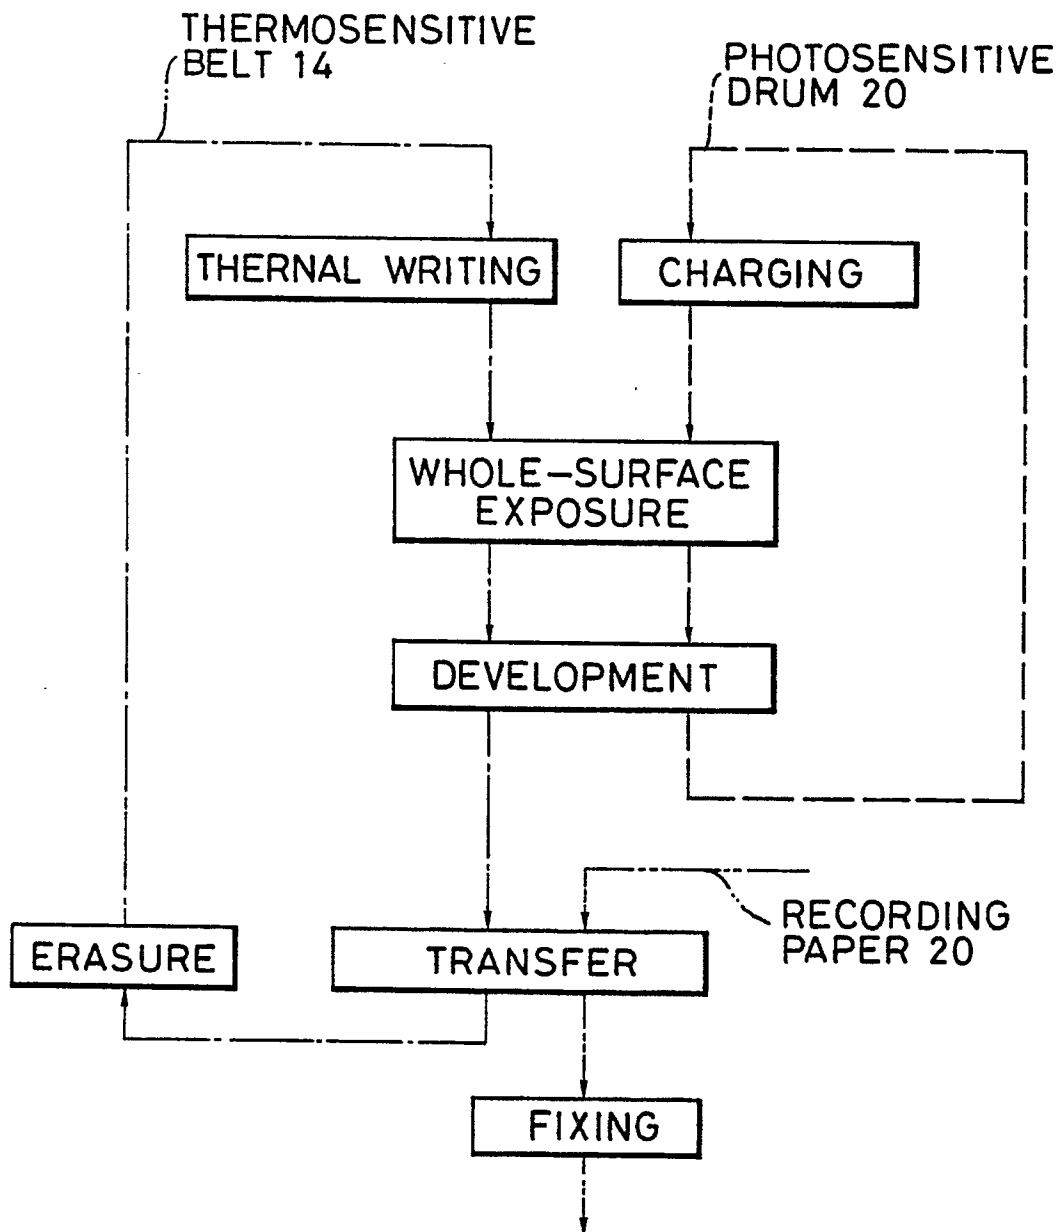 THERMOSENSITIVE
BELT 14
PHOTOSENSITIVE
DRUM 20
THERNAL WRITING
CHARGING
WHOLE-SURFACE
EXPOSURE
DEVELOPMENT
RECORDING
PAPER 20
ERASURE
TRANSFER
FIXING